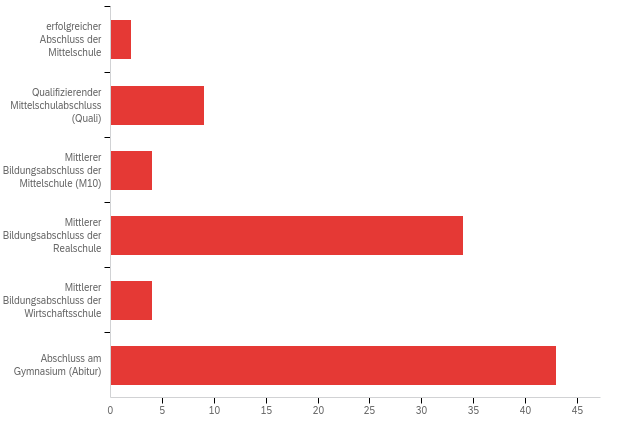 erfolgreicher
Abschluss der
Mittelschule
Qualifizierender
Mittelschulabschluss
(Quali)
Mittlerer
Bildungsabschluss der
Mittelschule (M10)
Mittlerer
Bildungsabschluss der
Realschule
Mittlerer
Bildungsabschluss der
Wirtschaftsschule
Abschluss am
Gymnasium (Abitur)
0 5 10 15 20 25 30 35 40 45